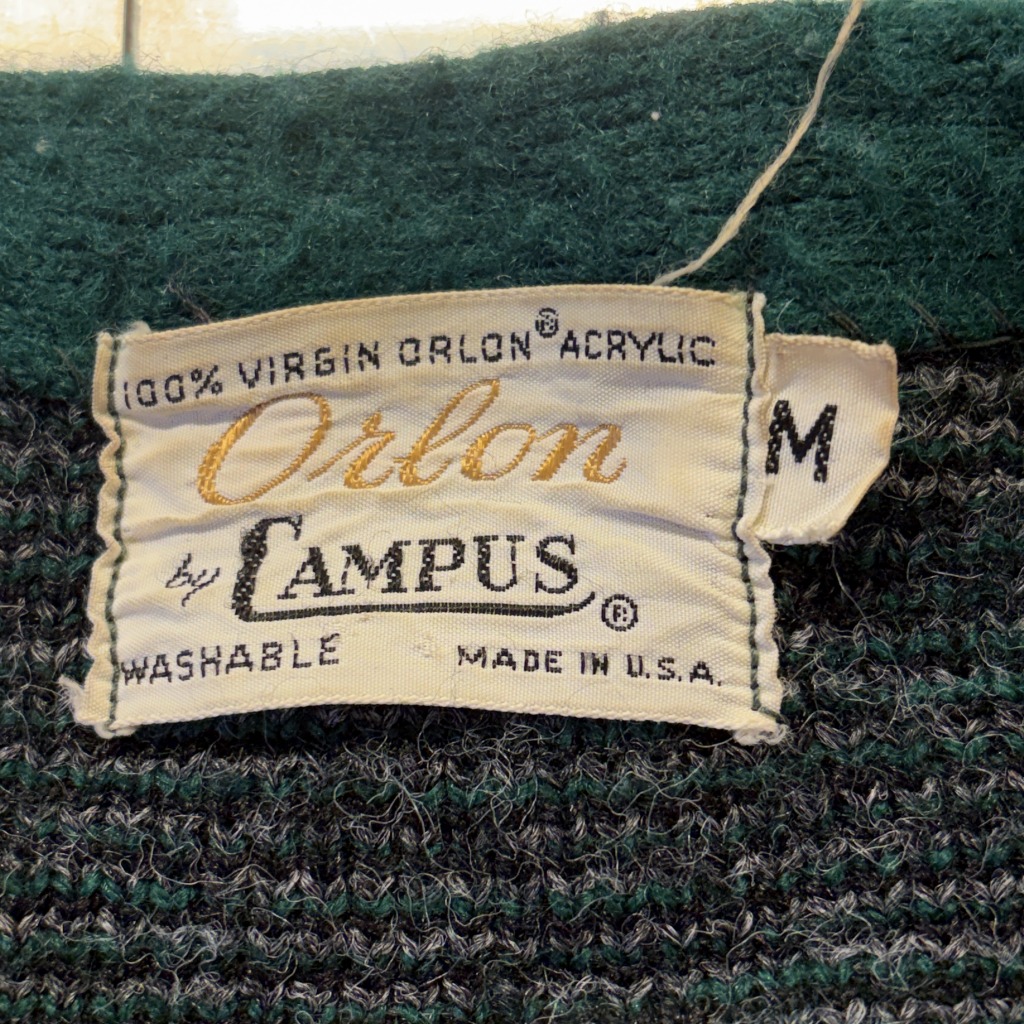 100% VIRGIN ORLON® ACRYLIC
Orlon
by CAMPUS®
WASHABLE MADE IN U.S.A.
M